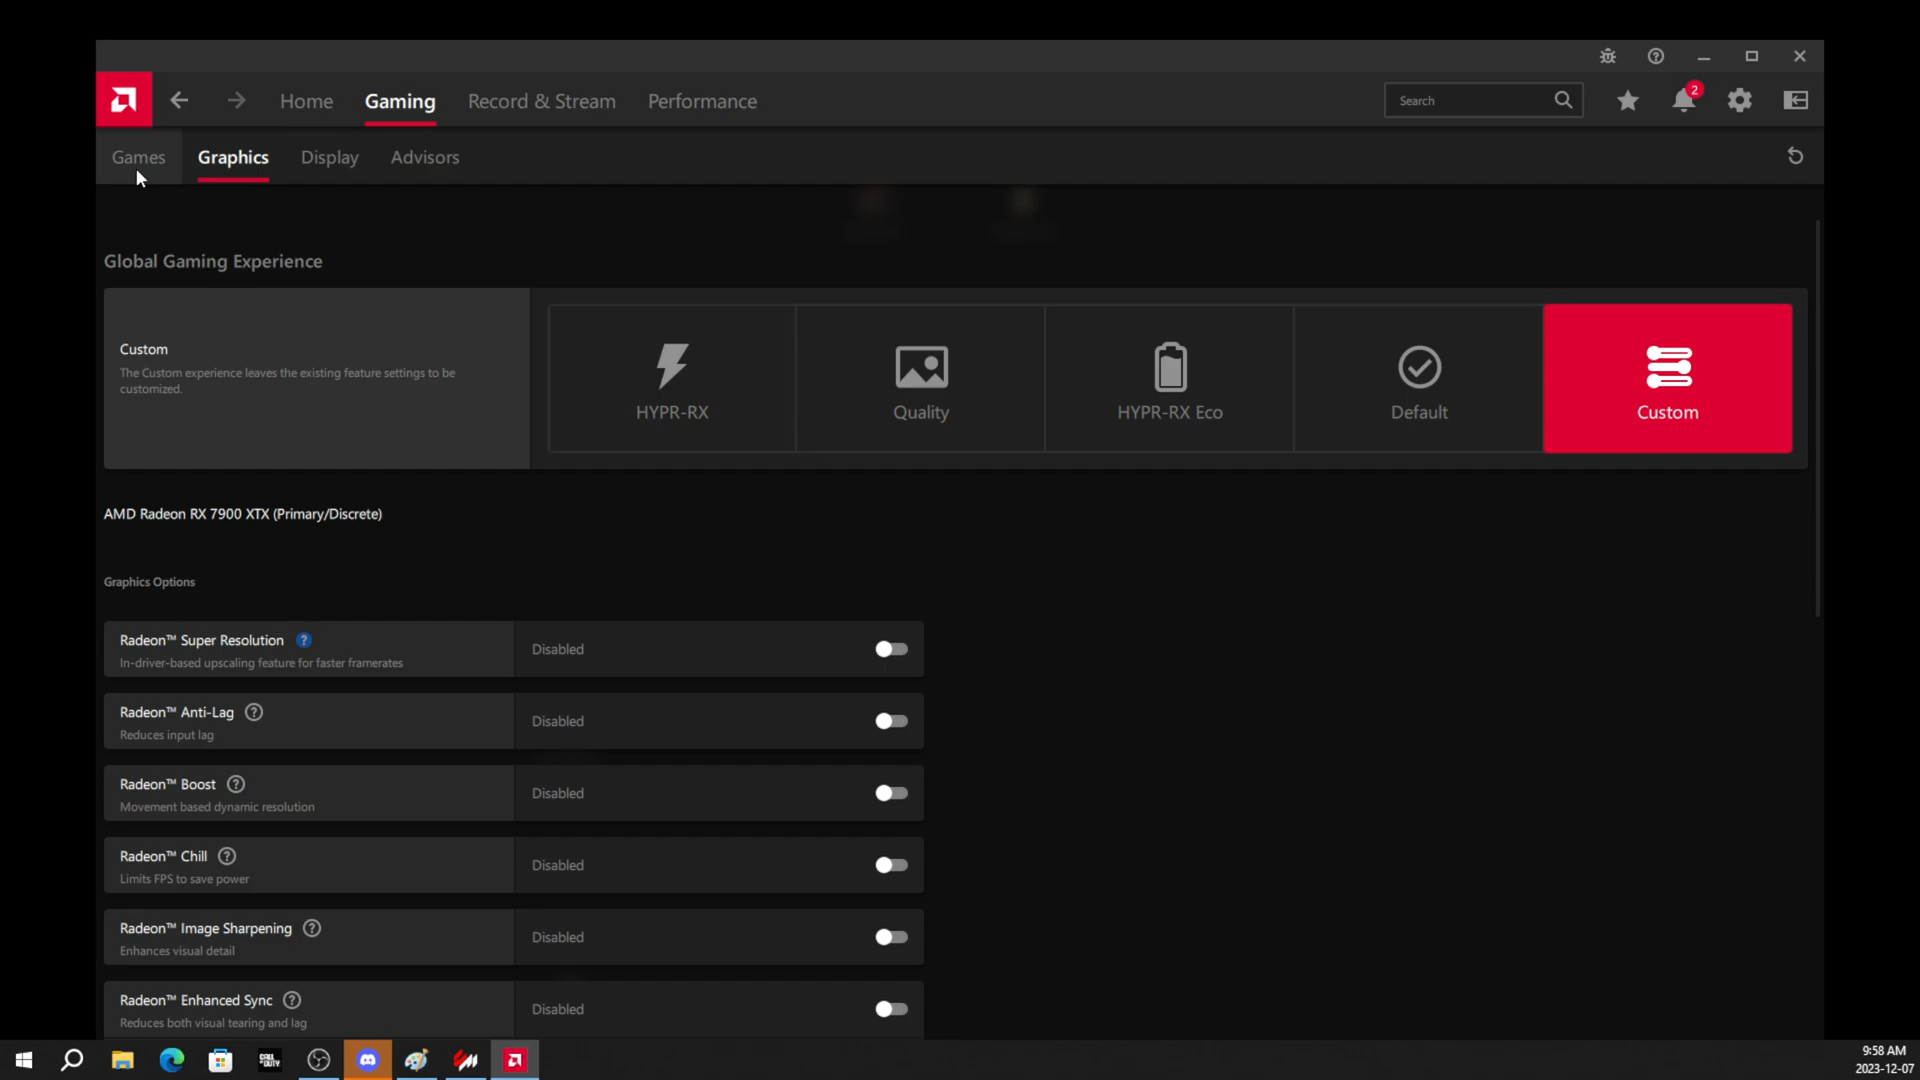 Home Gaming Record & Stream Performance Search 2
Games Graphics Display Advisors
Global Gaming Experience
Custom
The Custom experience leaves the existing feature settings to be
customized.
HYPR-RX Quality HYPR-RX Eco Default Custom
AMD Radeon RX 7900 XTX (Primary/Discrete)
Graphics Options
Radeon™ Super Resolution ? Disabled
In-driver-based upscaling feature for faster framerates
Radeon™ Anti-Lag ? Disabled
Reduces input lag
Radeon™ Boost ? Disabled
Movement based dynamic resolution
Radeon™ Chill ? Disabled
Limits FPS to save power
Radeon™ Image Sharpening ? Disabled
Enhances visual detail
Radeon™ Enhanced Sync ? Disabled
Reduces both visual tearing and lag
CALL OF DUTY
9:58 AM
2023-12-07